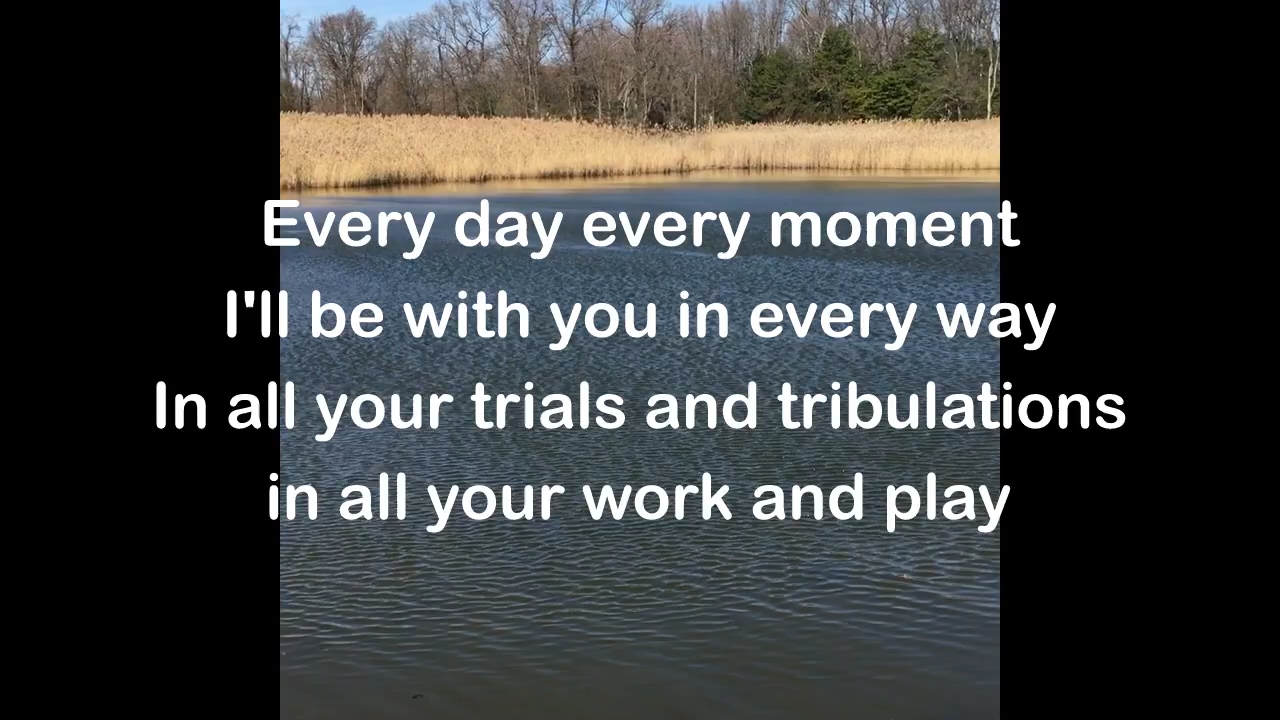 Every day every moment
I'll be with you in every way
In all your trials and tribulations
in all your work and play